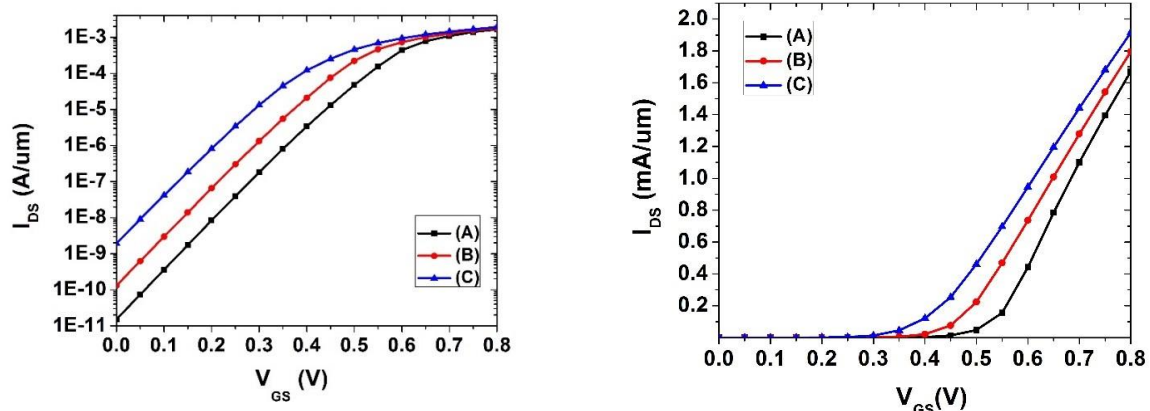 1E-3
1E-4
1E-5
1E-6
1E-7
1E-8
1E-9
1E-10
1E-11
I_DS (A/um)
(A)
(B)
(C)
0.0 0.1 0.2 0.3 0.4 0.5 0.6 0.7 0.8
V_GS (V)
2.0
1.8
1.6
1.4
1.2
1.0
0.8
0.6
0.4
0.2
I_DS (mA/um)
(A)
(B)
(C)
0.0 0.1 0.2 0.3 0.4 0.5 0.6 0.7 0.8
V_GS(V)